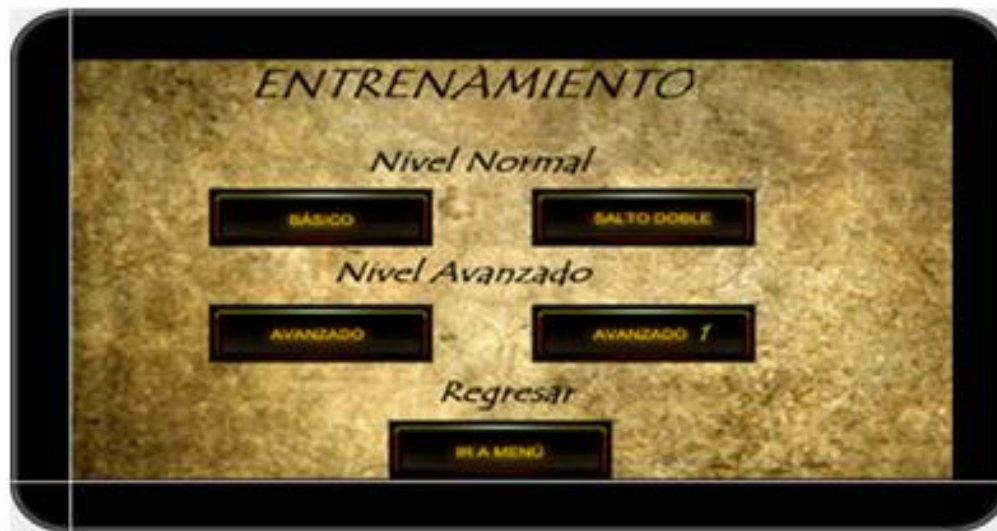 ENTRENAMIENTO
Nivel Normal
BÁSICO SALTO DOBLE
Nivel Avanzado
AVANZADO AVANZADO 1
Regresar
IR A MENÚ